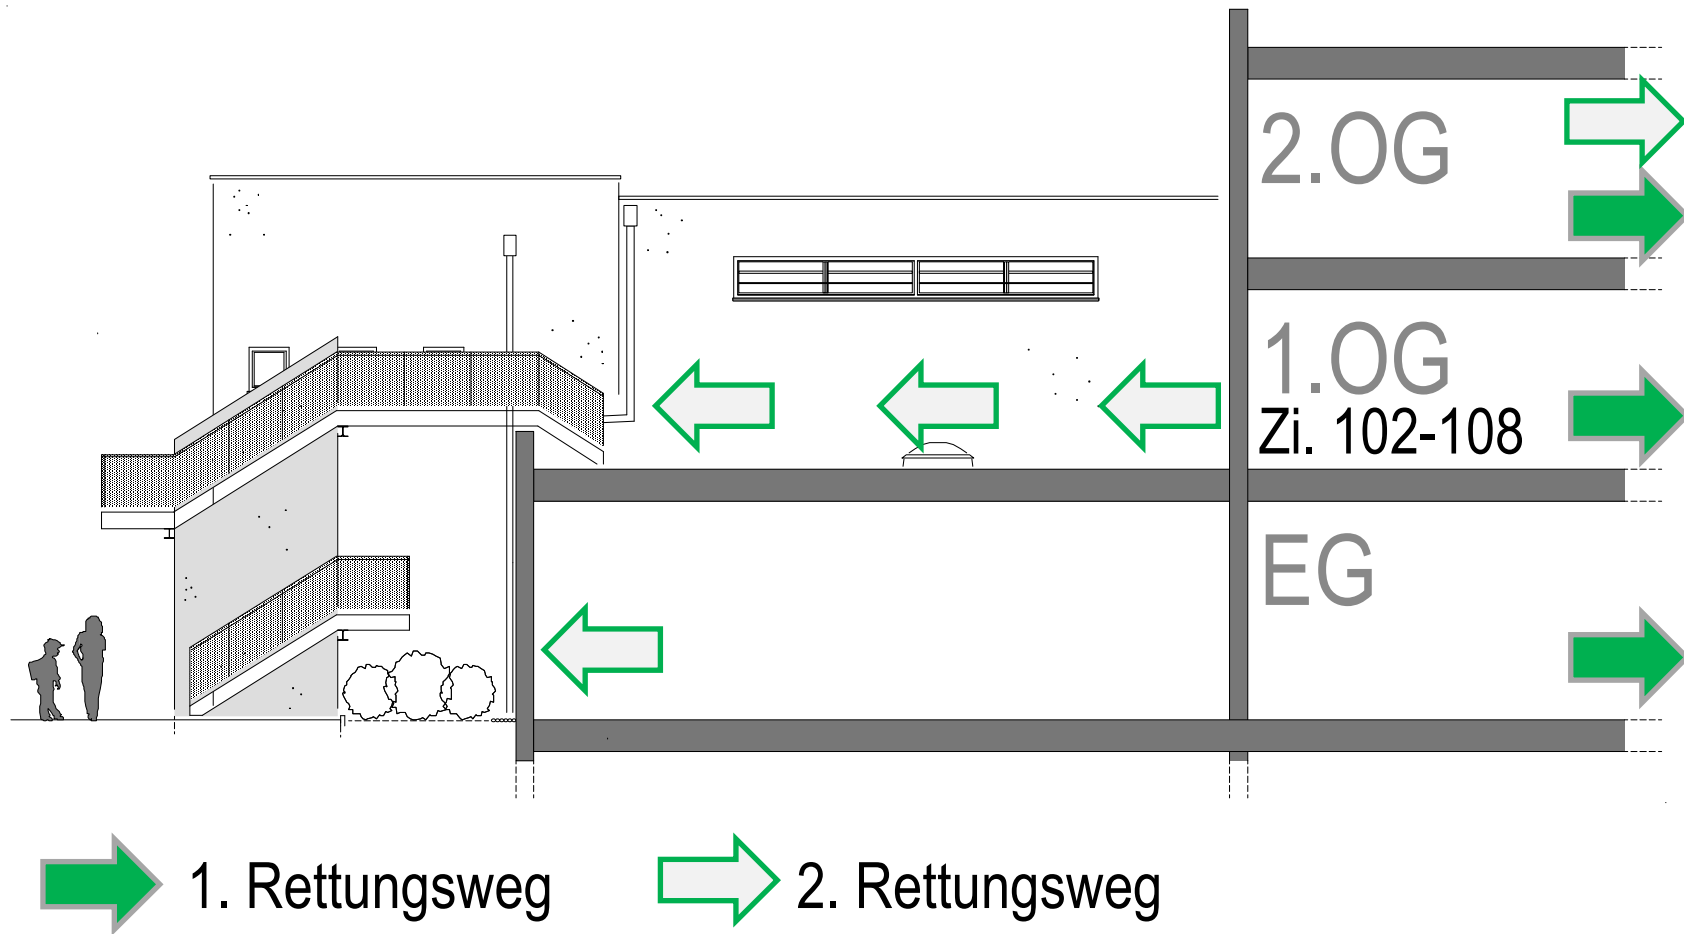 2.OG
1.OG
Zi. 102-108
EG
1. Rettungsweg
2. Rettungsweg